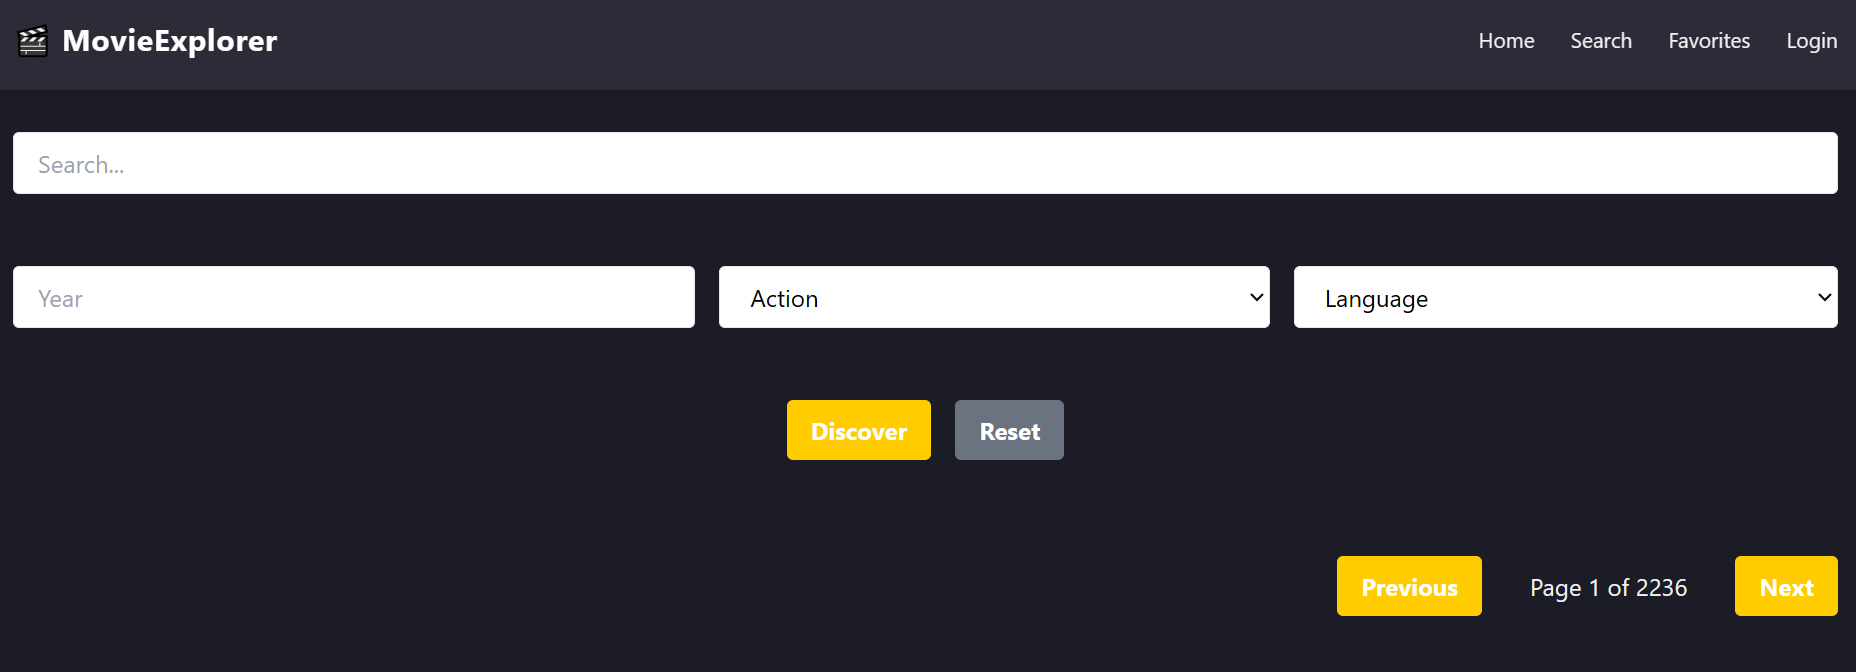 MovieExplorer Home Search Favorites Login
Search...
Year Action Language
Discover Reset
Previous Page 1 of 2236 Next